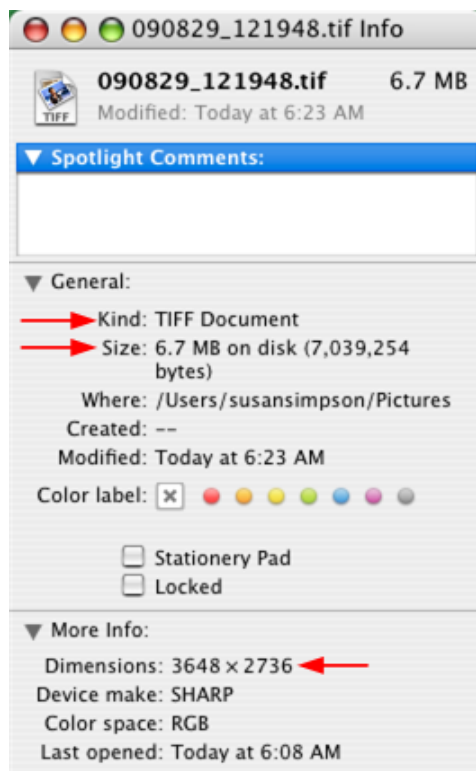 090829_121948.tif Info
090829_121948.tif 6.7 MB
Modified: Today at 6:23 AM
TIFF
▼ Spotlight Comments:
▼ General:
Kind: TIFF Document
Size: 6.7 MB on disk (7,039,254
bytes)
Where: /Users/susansimpson/Pictures
Created: --
Modified: Today at 6:23 AM
Color label:
Stationery Pad
Locked
▼ More Info:
Dimensions: 3648 × 2736
Device make: SHARP
Color space: RGB
Last opened: Today at 6:08 AM